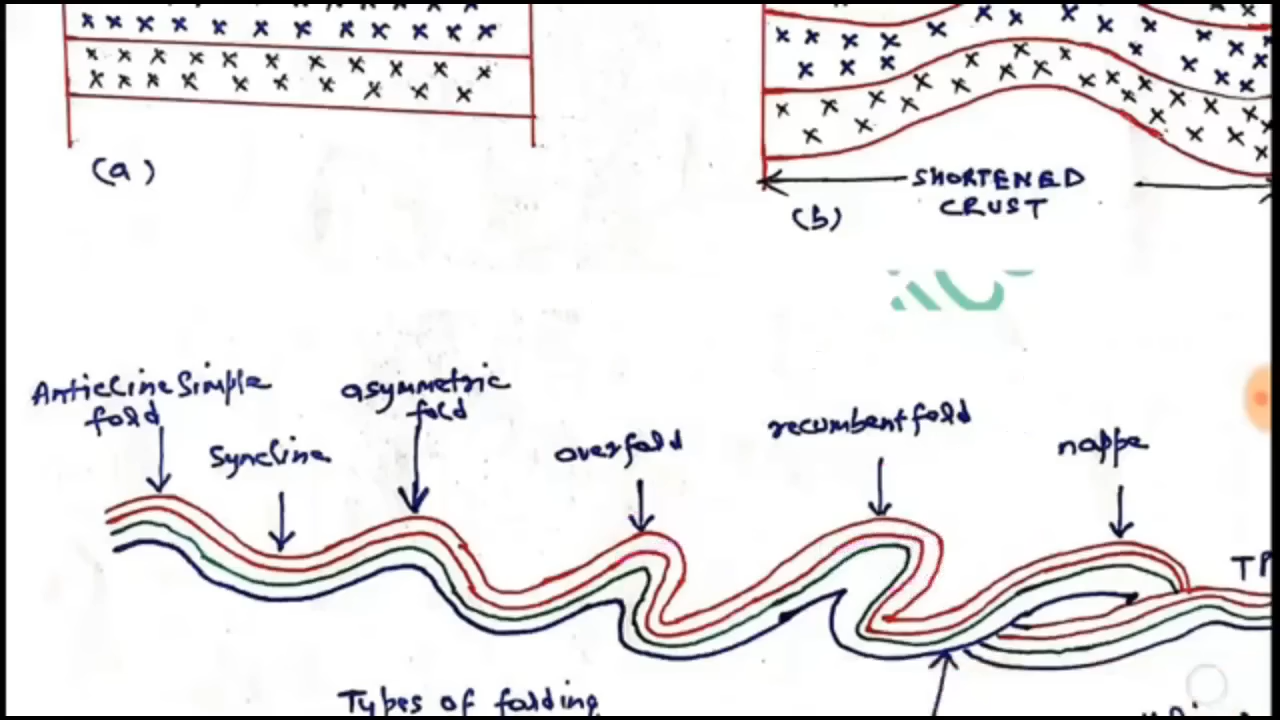 (a)
SHORTENED
CRUST
(b)
Anticline Simple
fold
asymmetric
fold
Syncline
overfold
recumbent fold
nappe
Types of folding